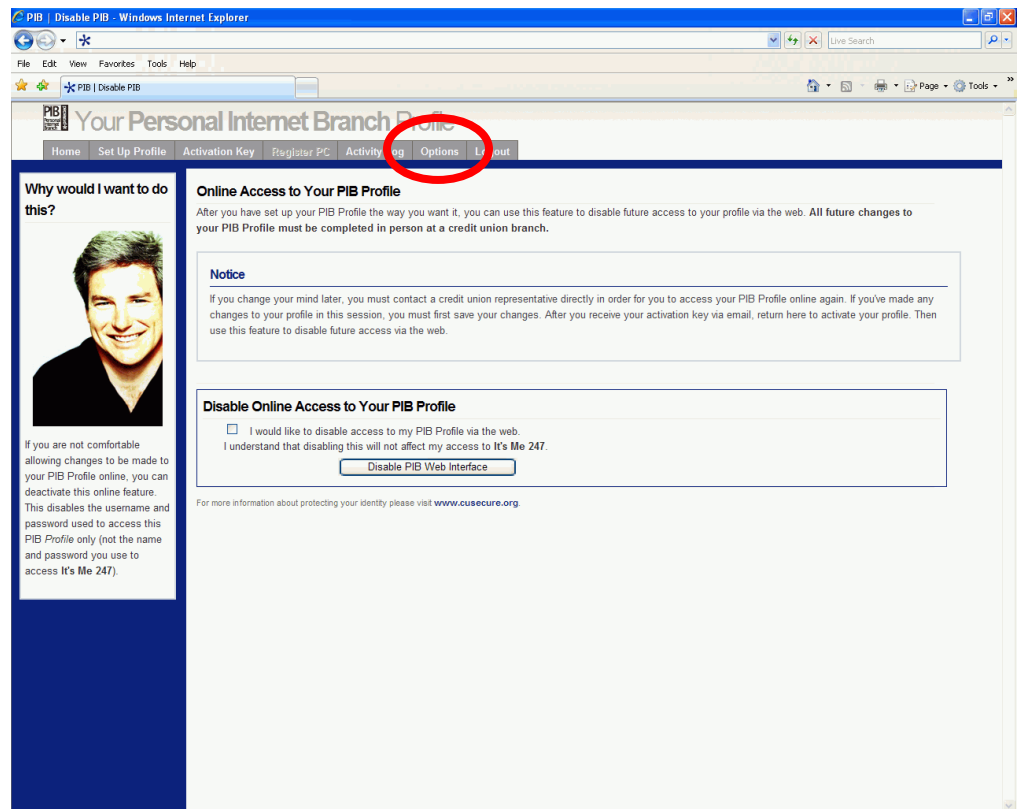 PIB | Disable PIB - Windows Internet Explorer
Live Search
File Edit View Favorites Tools Help
PIB | Disable PIB
Page Tools
PIB Your Personal Internet Branch Profile
Home Set Up Profile Activation Key Register PC Activity Log Options Logout
Why would I want to do
this?
If you are not comfortable
allowing changes to be made to
your PIB Profile online, you can
deactivate this online feature.
This disables the username and
password used to access this
PIB Profile only (not the name
and password you use to
access It's Me 247).
Online Access to Your PIB Profile
After you have set up your PIB Profile the way you want it, you can use this feature to disable future access to your profile via the web. All future changes to
your PIB Profile must be completed in person at a credit union branch.
Notice
If you change your mind later, you must contact a credit union representative directly in order for you to access your PIB Profile online again. If you've made any
changes to your profile in this session, you must first save your changes. After you receive your activation key via email, return here to activate your profile. Then
use this feature to disable future access via the web.
Disable Online Access to Your PIB Profile
I would like to disable access to my PIB Profile via the web.
I understand that disabling this will not affect my access to It's Me 247.
Disable PIB Web Interface
For more information about protecting your identity please visit www.cusecure.org.